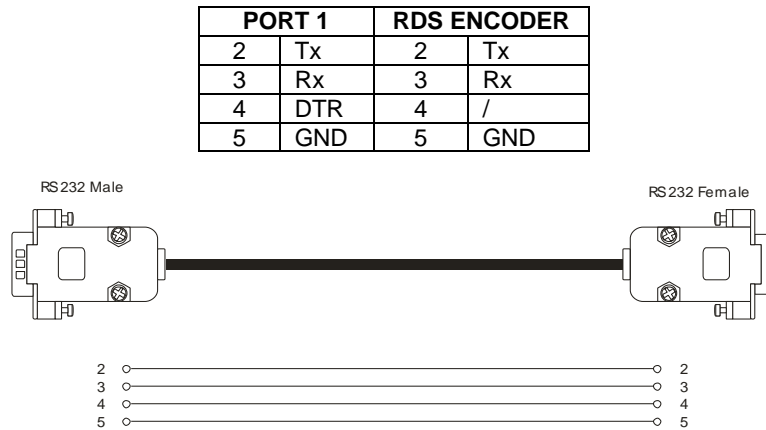 PORT 1 RDS ENCODER
2 Tx 2 Tx
3 Rx 3 Rx
4 DTR 4 /
5 GND 5 GND
RS232 Male RS232 Female
2 2
3 3
4 4
5 5